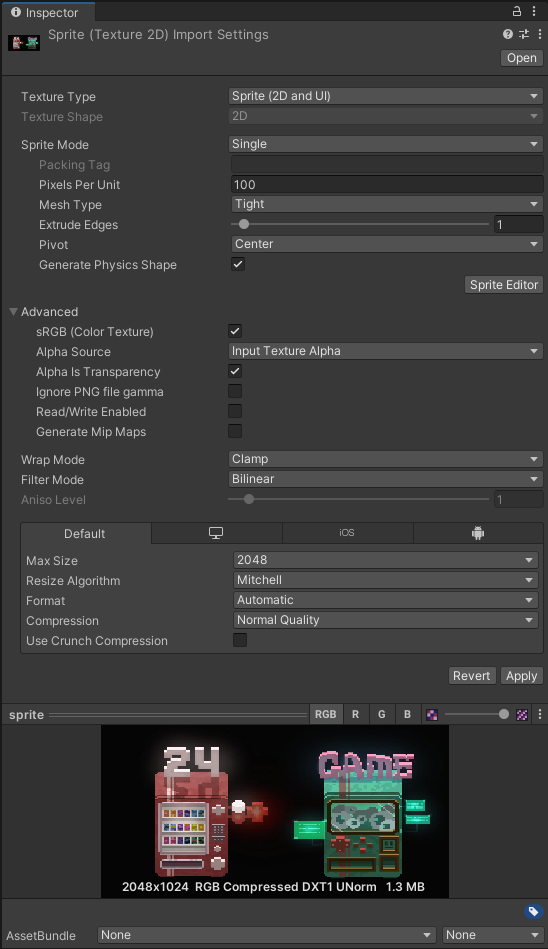 Inspector
Sprite (Texture 2D) Import Settings
Open
Texture Type Sprite (2D and UI)
Texture Shape 2D
Sprite Mode Single
Packing Tag
Pixels Per Unit 100
Mesh Type Tight
Extrude Edges 1
Pivot Center
Generate Physics Shape
Sprite Editor
Advanced
sRGB (Color Texture)
Alpha Source Input Texture Alpha
Alpha Is Transparency
Ignore PNG file gamma
Read/Write Enabled
Generate Mip Maps
Wrap Mode Clamp
Filter Mode Bilinear
Aniso Level 1
Default iOS
Max Size 2048
Resize Algorithm Mitchell
Format Automatic
Compression Normal Quality
Use Crunch Compression
Revert Apply
sprite RGB R G B
24 GAME
2048x1024 RGB Compressed DXT1 UNorm 1.3 MB
AssetBundle None None